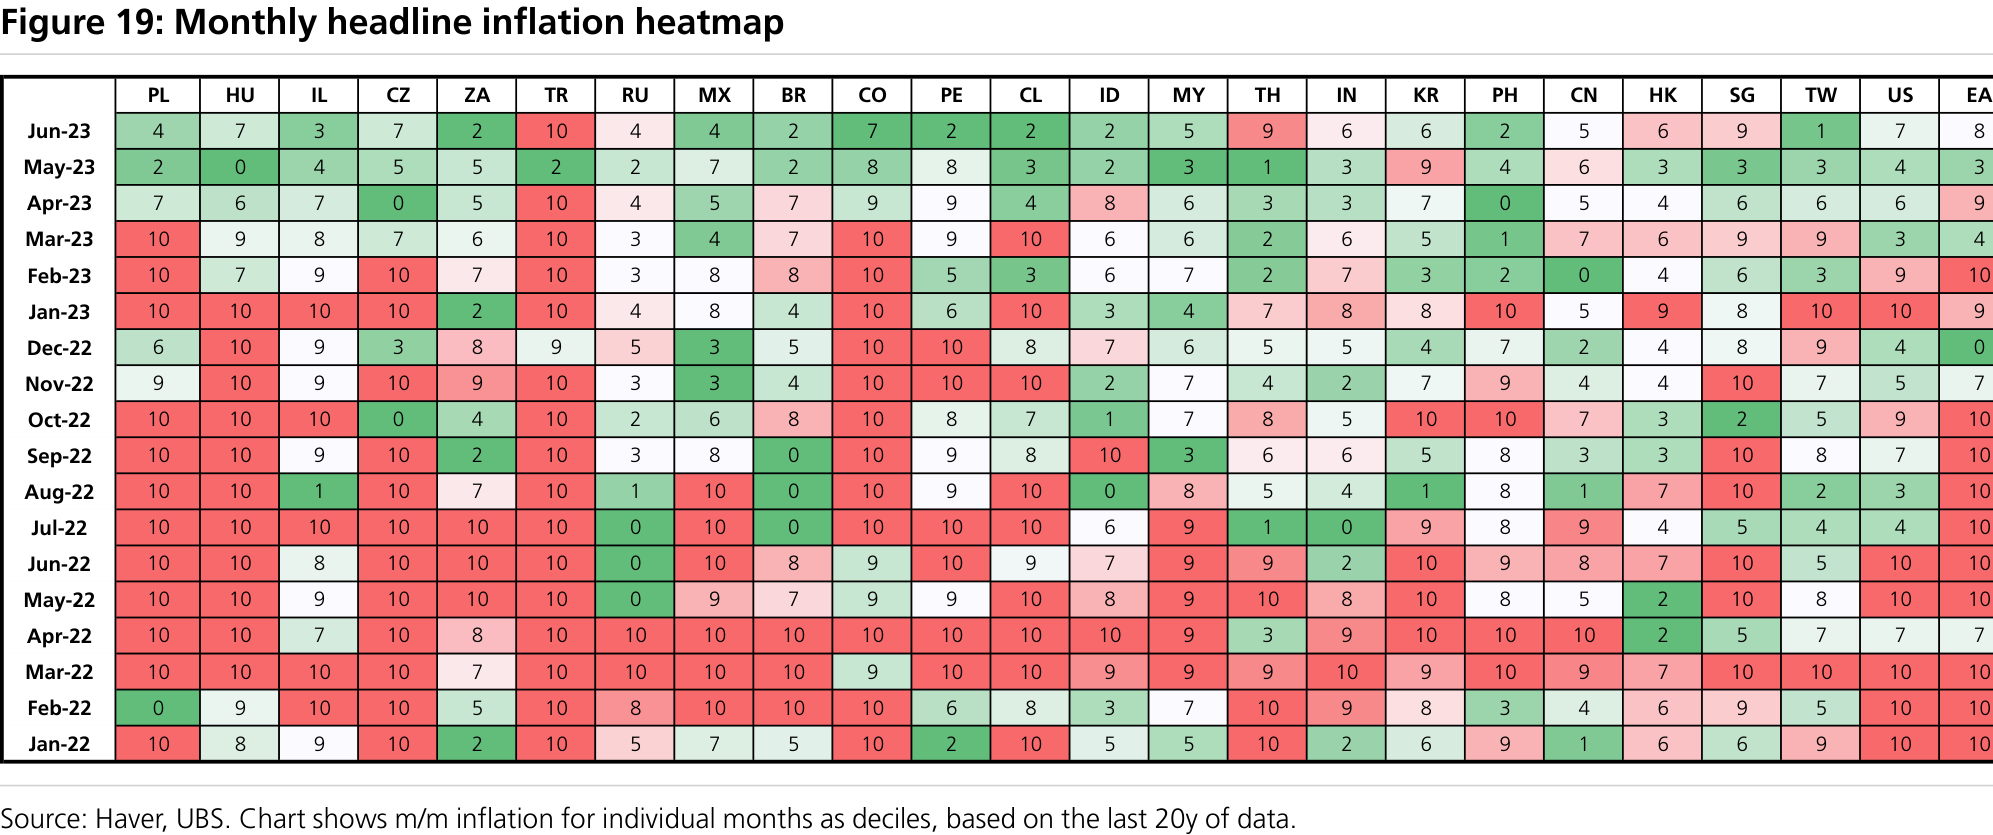 Figure 19: Monthly headline inflation heatmap
PL HU IL CZ ZA TR RU MX BR CO PE CL ID MY TH IN KR PH CN HK SG TW US EA
Jun-23 4 7 3 7 2 10 4 4 2 7 2 2 2 5 9 6 6 2 5 6 9 1 7 8
May-23 2 0 4 5 5 2 2 7 2 8 8 3 2 3 1 3 9 4 6 3 3 3 4 3
Apr-23 7 6 7 0 5 10 4 5 7 9 9 4 8 6 3 3 7 0 5 4 6 6 6 9
Mar-23 10 9 8 7 6 10 3 4 7 10 9 10 6 6 2 6 5 1 7 6 9 9 3 4
Feb-23 10 7 9 10 7 10 3 8 8 10 5 3 6 7 2 7 3 2 0 4 6 3 9 10
Jan-23 10 10 10 10 2 10 4 8 4 10 6 10 3 4 7 8 8 10 5 9 8 10 10 9
Dec-22 6 10 9 3 8 9 5 3 5 10 10 8 7 6 5 5 4 7 2 4 8 9 4 0
Nov-22 9 10 9 10 9 10 3 3 4 10 10 10 2 7 4 2 7 9 4 4 10 7 5 7
Oct-22 10 10 10 0 4 10 2 6 8 10 8 7 1 7 8 5 10 10 7 3 2 5 9 10
Sep-22 10 10 9 10 2 10 3 8 0 10 9 8 10 3 6 6 5 8 3 3 10 8 7 10
Aug-22 10 10 1 10 7 10 1 10 0 10 9 10 0 8 5 4 1 8 1 7 10 2 3 10
Jul-22 10 10 10 10 10 10 0 10 0 10 10 10 6 9 1 0 9 8 9 4 5 4 4 10
Jun-22 10 10 8 10 10 10 0 10 8 9 10 9 7 9 9 2 10 9 8 7 10 5 10 10
May-22 10 10 9 10 10 10 0 9 7 9 9 10 8 9 10 8 10 8 5 2 10 8 10 10
Apr-22 10 10 7 10 8 10 10 10 10 10 10 10 10 9 3 9 10 10 10 2 5 7 7 7
Mar-22 10 10 10 10 7 10 10 10 10 9 10 10 9 9 9 10 9 10 9 7 10 10 10 10
Feb-22 0 9 10 10 5 10 8 10 10 10 6 8 3 7 10 9 8 3 4 6 9 5 10 10
Jan-22 10 8 9 10 2 10 5 7 5 10 2 10 5 5 10 2 6 9 1 6 6 9 10 10
Source: Haver, UBS. Chart shows m/m inflation for individual months as deciles, based on the last 20y of data.